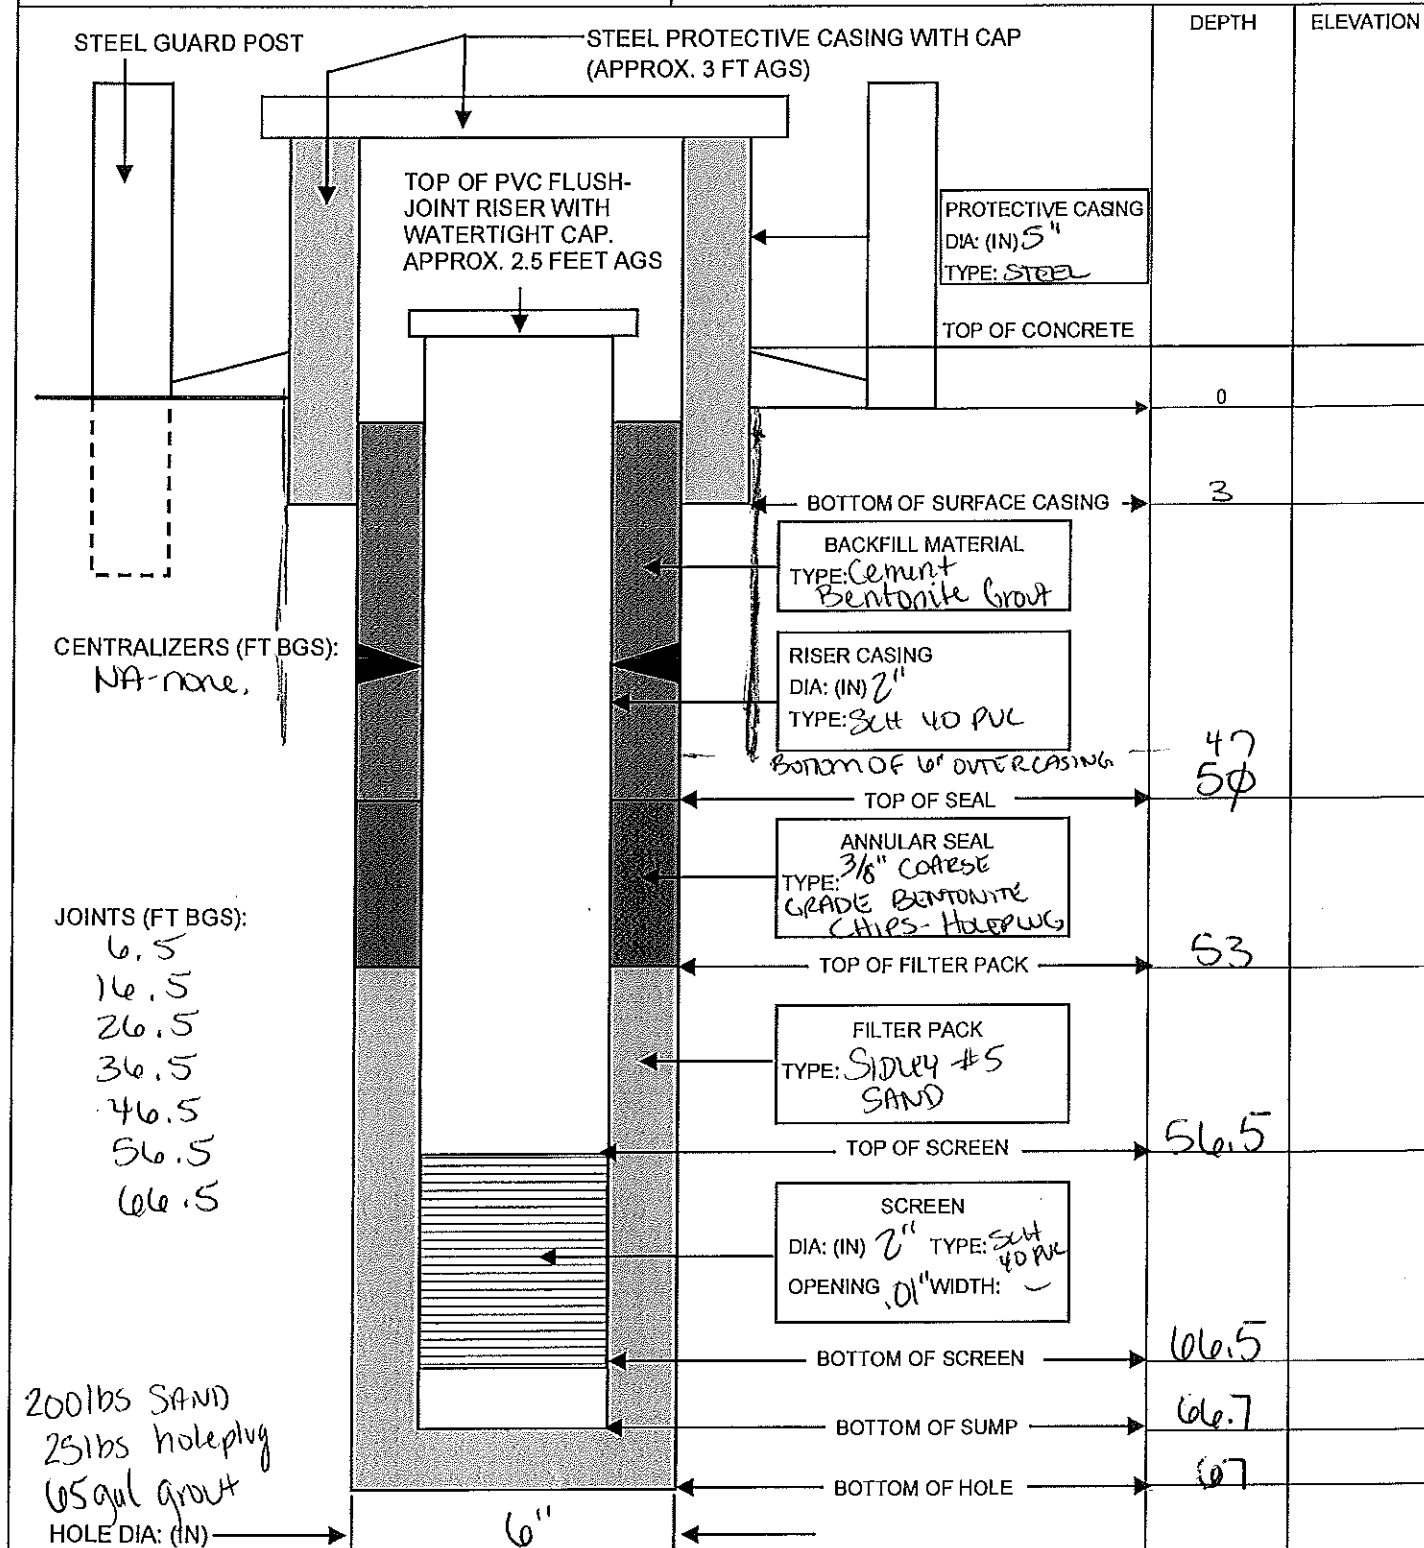 DEPTH ELEVATION
STEEL GUARD POST
STEEL PROTECTIVE CASING WITH CAP
(APPROX. 3 FT AGS)
TOP OF PVC FLUSH-
JOINT RISER WITH
WATERTIGHT CAP.
APPROX. 2.5 FEET AGS
PROTECTIVE CASING
DIA: (IN) 5"
TYPE: STEEL
TOP OF CONCRETE
0
BOTTOM OF SURFACE CASING 3
BACKFILL MATERIAL
TYPE: Cement
Bentonite Grout
CENTRALIZERS (FT BGS):
NA-none.
RISER CASING
DIA: (IN) 2"
TYPE: SCH 40 PVC
BOTTOM OF 6" OUTERCASING 47
TOP OF SEAL 50
ANNULAR SEAL
TYPE: 3/8" COARSE
GRADE BENTONITE
CHIPS- HOLEPLUG
JOINTS (FT BGS):
6.5
16.5
26.5
36.5
46.5
56.5
66.5
TOP OF FILTER PACK 53
FILTER PACK
TYPE: SIDLEY #5
SAND
TOP OF SCREEN 56.5
SCREEN
DIA: (IN) 2" TYPE: SCH
40 PVC
OPENING .01" WIDTH: -
BOTTOM OF SCREEN 66.5
200lbs SAND
25lbs holeplug
65gal grout
BOTTOM OF SUMP 66.7
BOTTOM OF HOLE 67
HOLE DIA: (IN) 6"